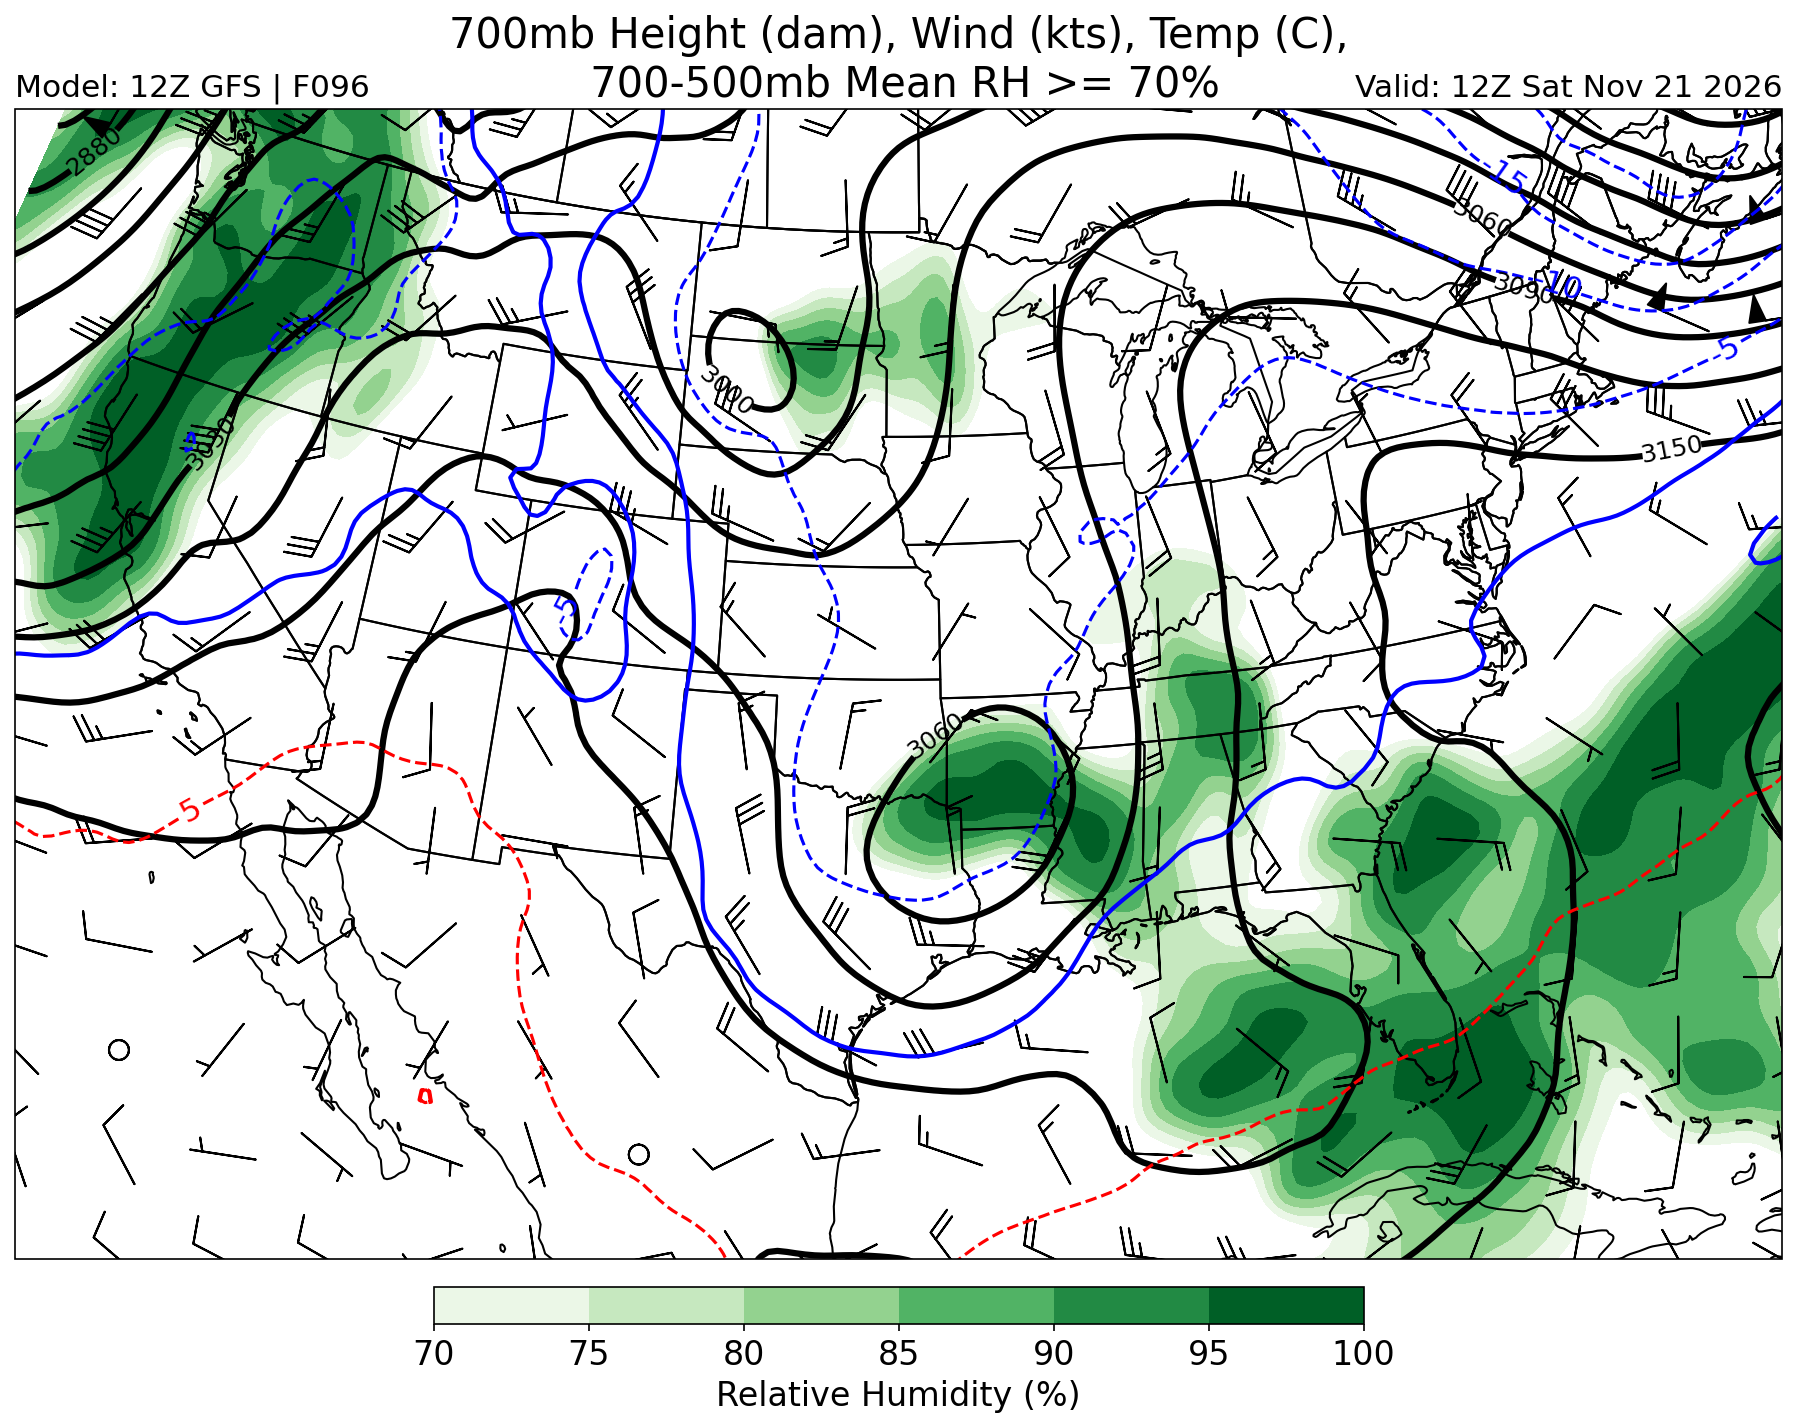 700mb Height (dam), Wind (kts), Temp (C),
700-500mb Mean RH >= 70%
Model: 12Z GFS | F096
Valid: 12Z Sat Nov 21 2026
2880
-15
3060
3090
-10
-5
3000
3030
3150
-5
3060
5
70 75 80 85 90 95 100
Relative Humidity (%)